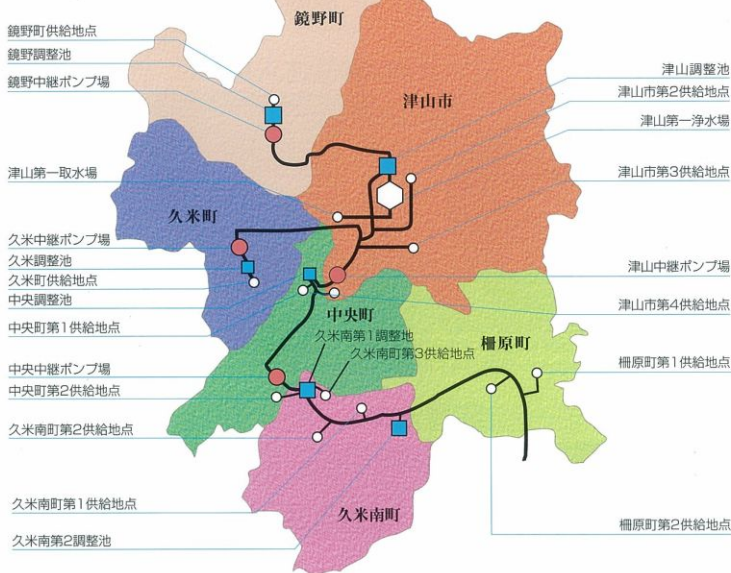 鏡野町
鏡野町供給地点
鏡野調整池
鏡野中継ポンプ場
津山市
津山調整池
津山市第2供給地点
津山第一浄水場
津山第一取水場
津山市第3供給地点
久米町
久米中継ポンプ場
久米調整池
久米町供給地点
中央調整池
中央町第1供給地点
津山中継ポンプ場
津山市第4供給地点
中央町
久米南第1調整地
久米南町第3供給地点
柵原町
柵原町第1供給地点
中央中継ポンプ場
中央町第2供給地点
久米南町第2供給地点
久米南町第1供給地点
久米南町
久米南第2調整池
柵原町第2供給地点